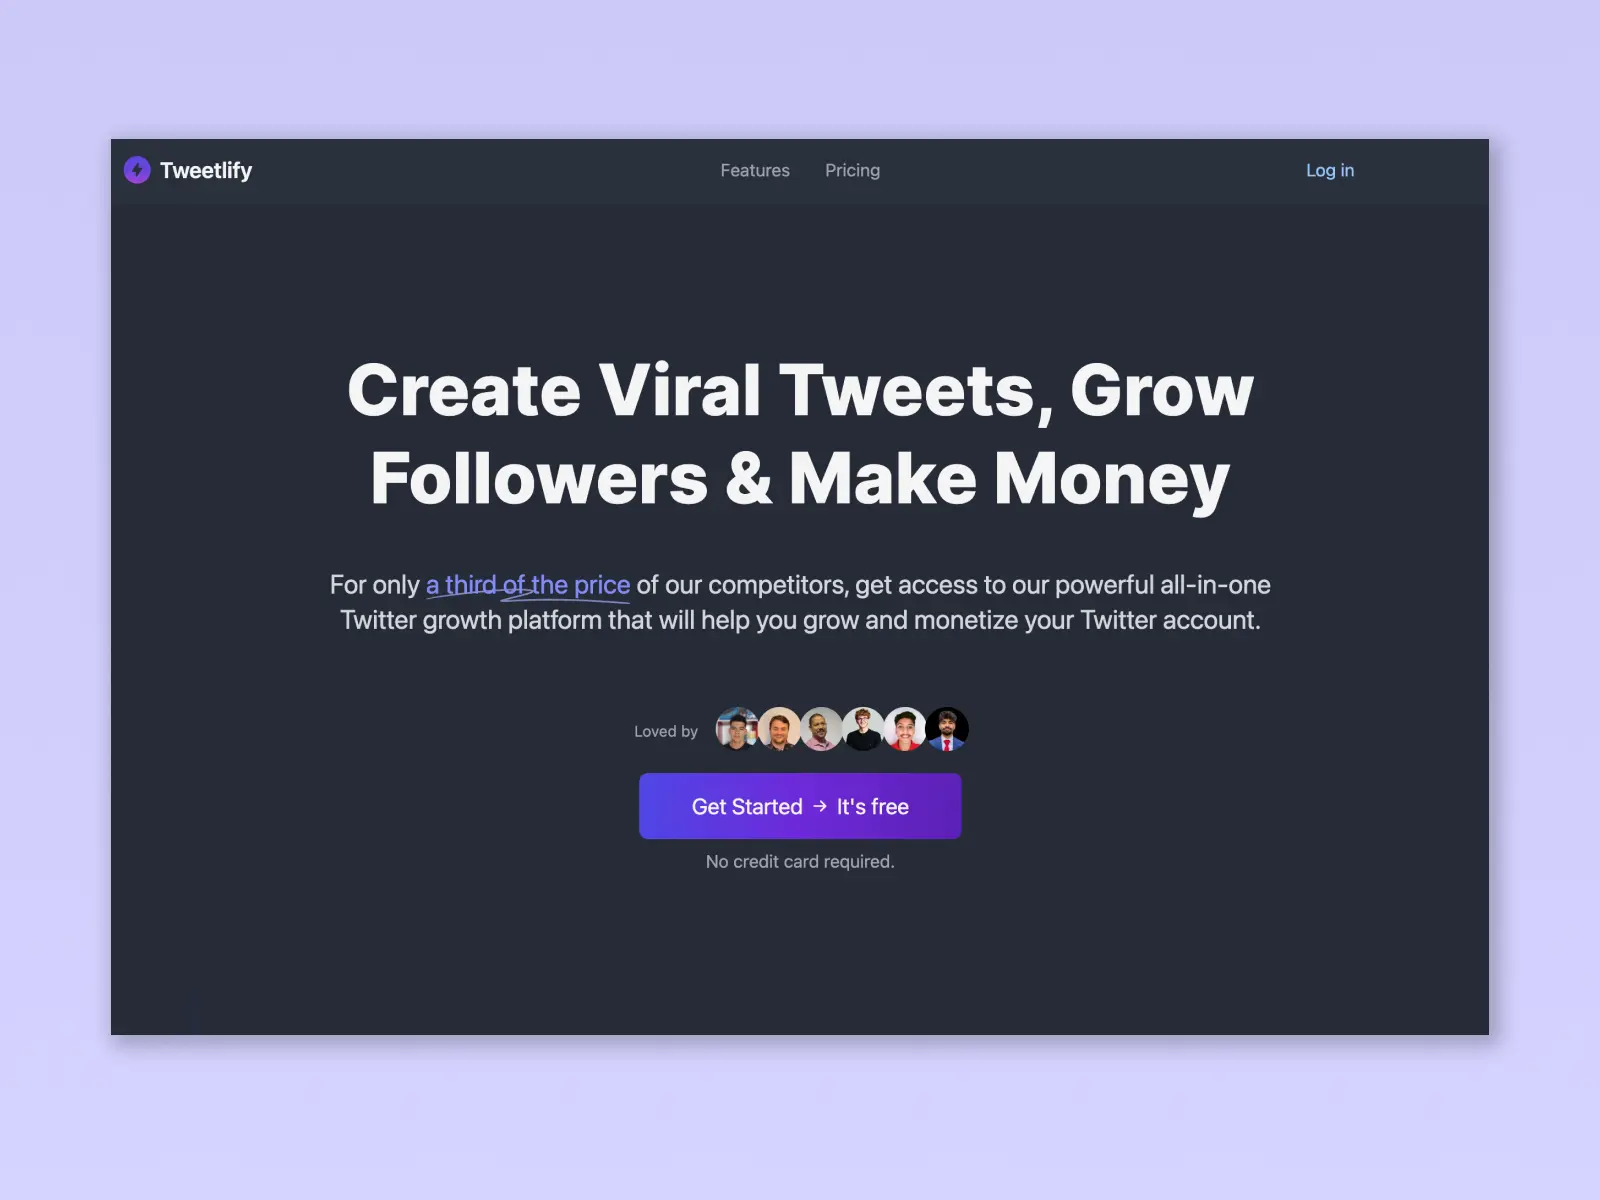 Tweetlify
Features
Pricing
Log in
Create Viral Tweets, Grow
Followers & Make Money
For only a third of the price of our competitors, get access to our powerful all-in-one
Twitter growth platform that will help you grow and monetize your Twitter account.
Loved by
Get Started → It's free
No credit card required.